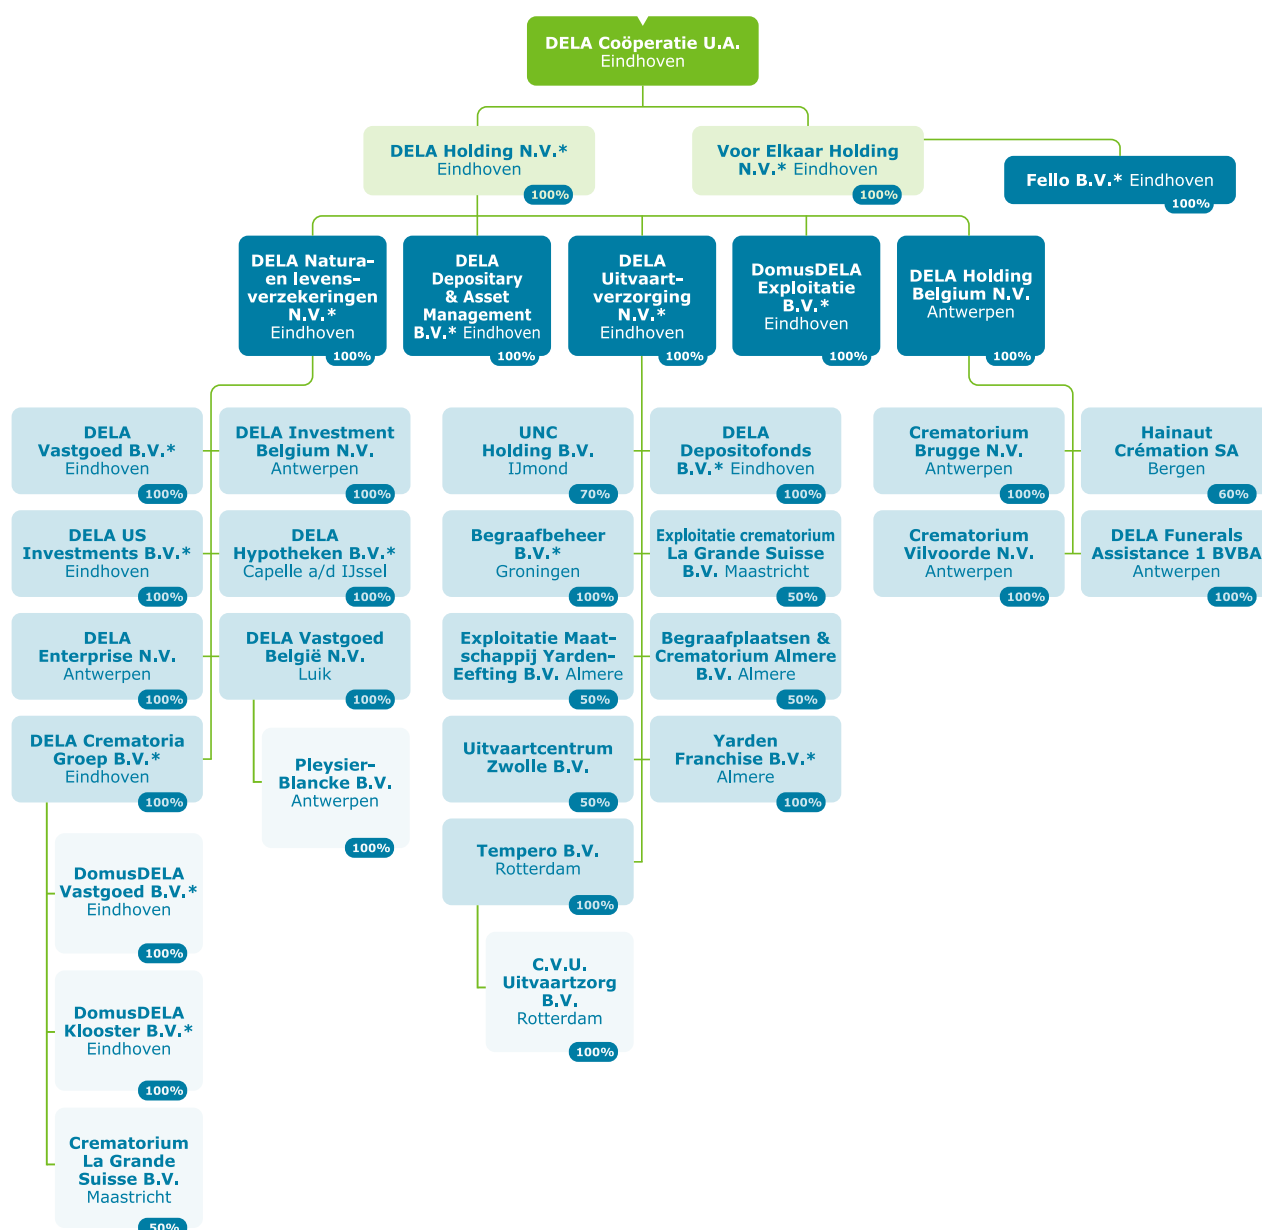 DELA Coöperatie U.A.
Eindhoven
DELA Holding N.V.*
Eindhoven
100%
Voor Elkaar Holding
N.V.* Eindhoven
100%
Fello B.V.* Eindhoven
100%
DELA Natura-
en levens-
verzekeringen
N.V.*
Eindhoven
100%
DELA
Depositary
& Asset
Management
B.V.* Eindhoven
100%
DELA
Uitvaart-
verzorging
N.V.*
Eindhoven
100%
DomusDELA
Exploitatie
B.V.*
Eindhoven
100%
DELA Holding
Belgium N.V.
Antwerpen
100%
DELA
Vastgoed B.V.*
Eindhoven
100%
DELA Investment
Belgium N.V.
Antwerpen
100%
UNC
Holding B.V.
IJmond
70%
DELA
Depositofonds
B.V.* Eindhoven
100%
Crematorium
Brugge N.V.
Antwerpen
100%
Hainaut
Crémation SA
Bergen
60%
DELA US
Investments B.V.*
Eindhoven
100%
DELA
Hypotheken B.V.*
Capelle a/d IJssel
100%
Begraafbeheer
B.V.*
Groningen
100%
Exploitatie crematorium
La Grande Suisse
B.V. Maastricht
50%
Crematorium
Vilvoorde N.V.
Antwerpen
100%
DELA Funerals
Assistance 1 BVBA
Antwerpen
100%
DELA
Enterprise N.V.
Antwerpen
100%
DELA Vastgoed
België N.V.
Luik
100%
Exploitatie Maat-
schappij Yarden-
Eefting B.V. Almere
50%
Begraafplaatsen &
Crematorium Almere
B.V. Almere
50%
DELA Crematoria
Groep B.V.*
Eindhoven
100%
Pleysier-
Blancke B.V.
Antwerpen
100%
Uitvaartcentrum
Zwolle B.V.
50%
Yarden
Franchise B.V.*
Almere
100%
Tempero B.V.
Rotterdam
100%
DomusDELA
Vastgoed B.V.*
Eindhoven
100%
C.V.U.
Uitvaartzorg
B.V.
Rotterdam
100%
DomusDELA
Klooster B.V.*
Eindhoven
100%
Crematorium
La Grande
Suisse B.V.
Maastricht
50%